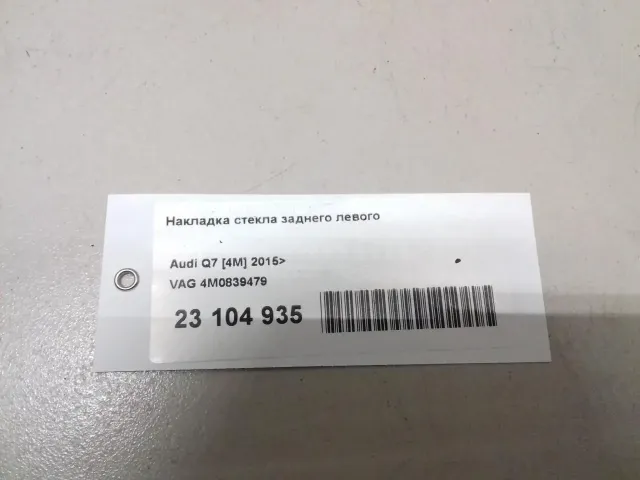 Накладка стекла заднего левого
Audi Q7 [4M] 2015>
VAG 4M0839479
23 104 935